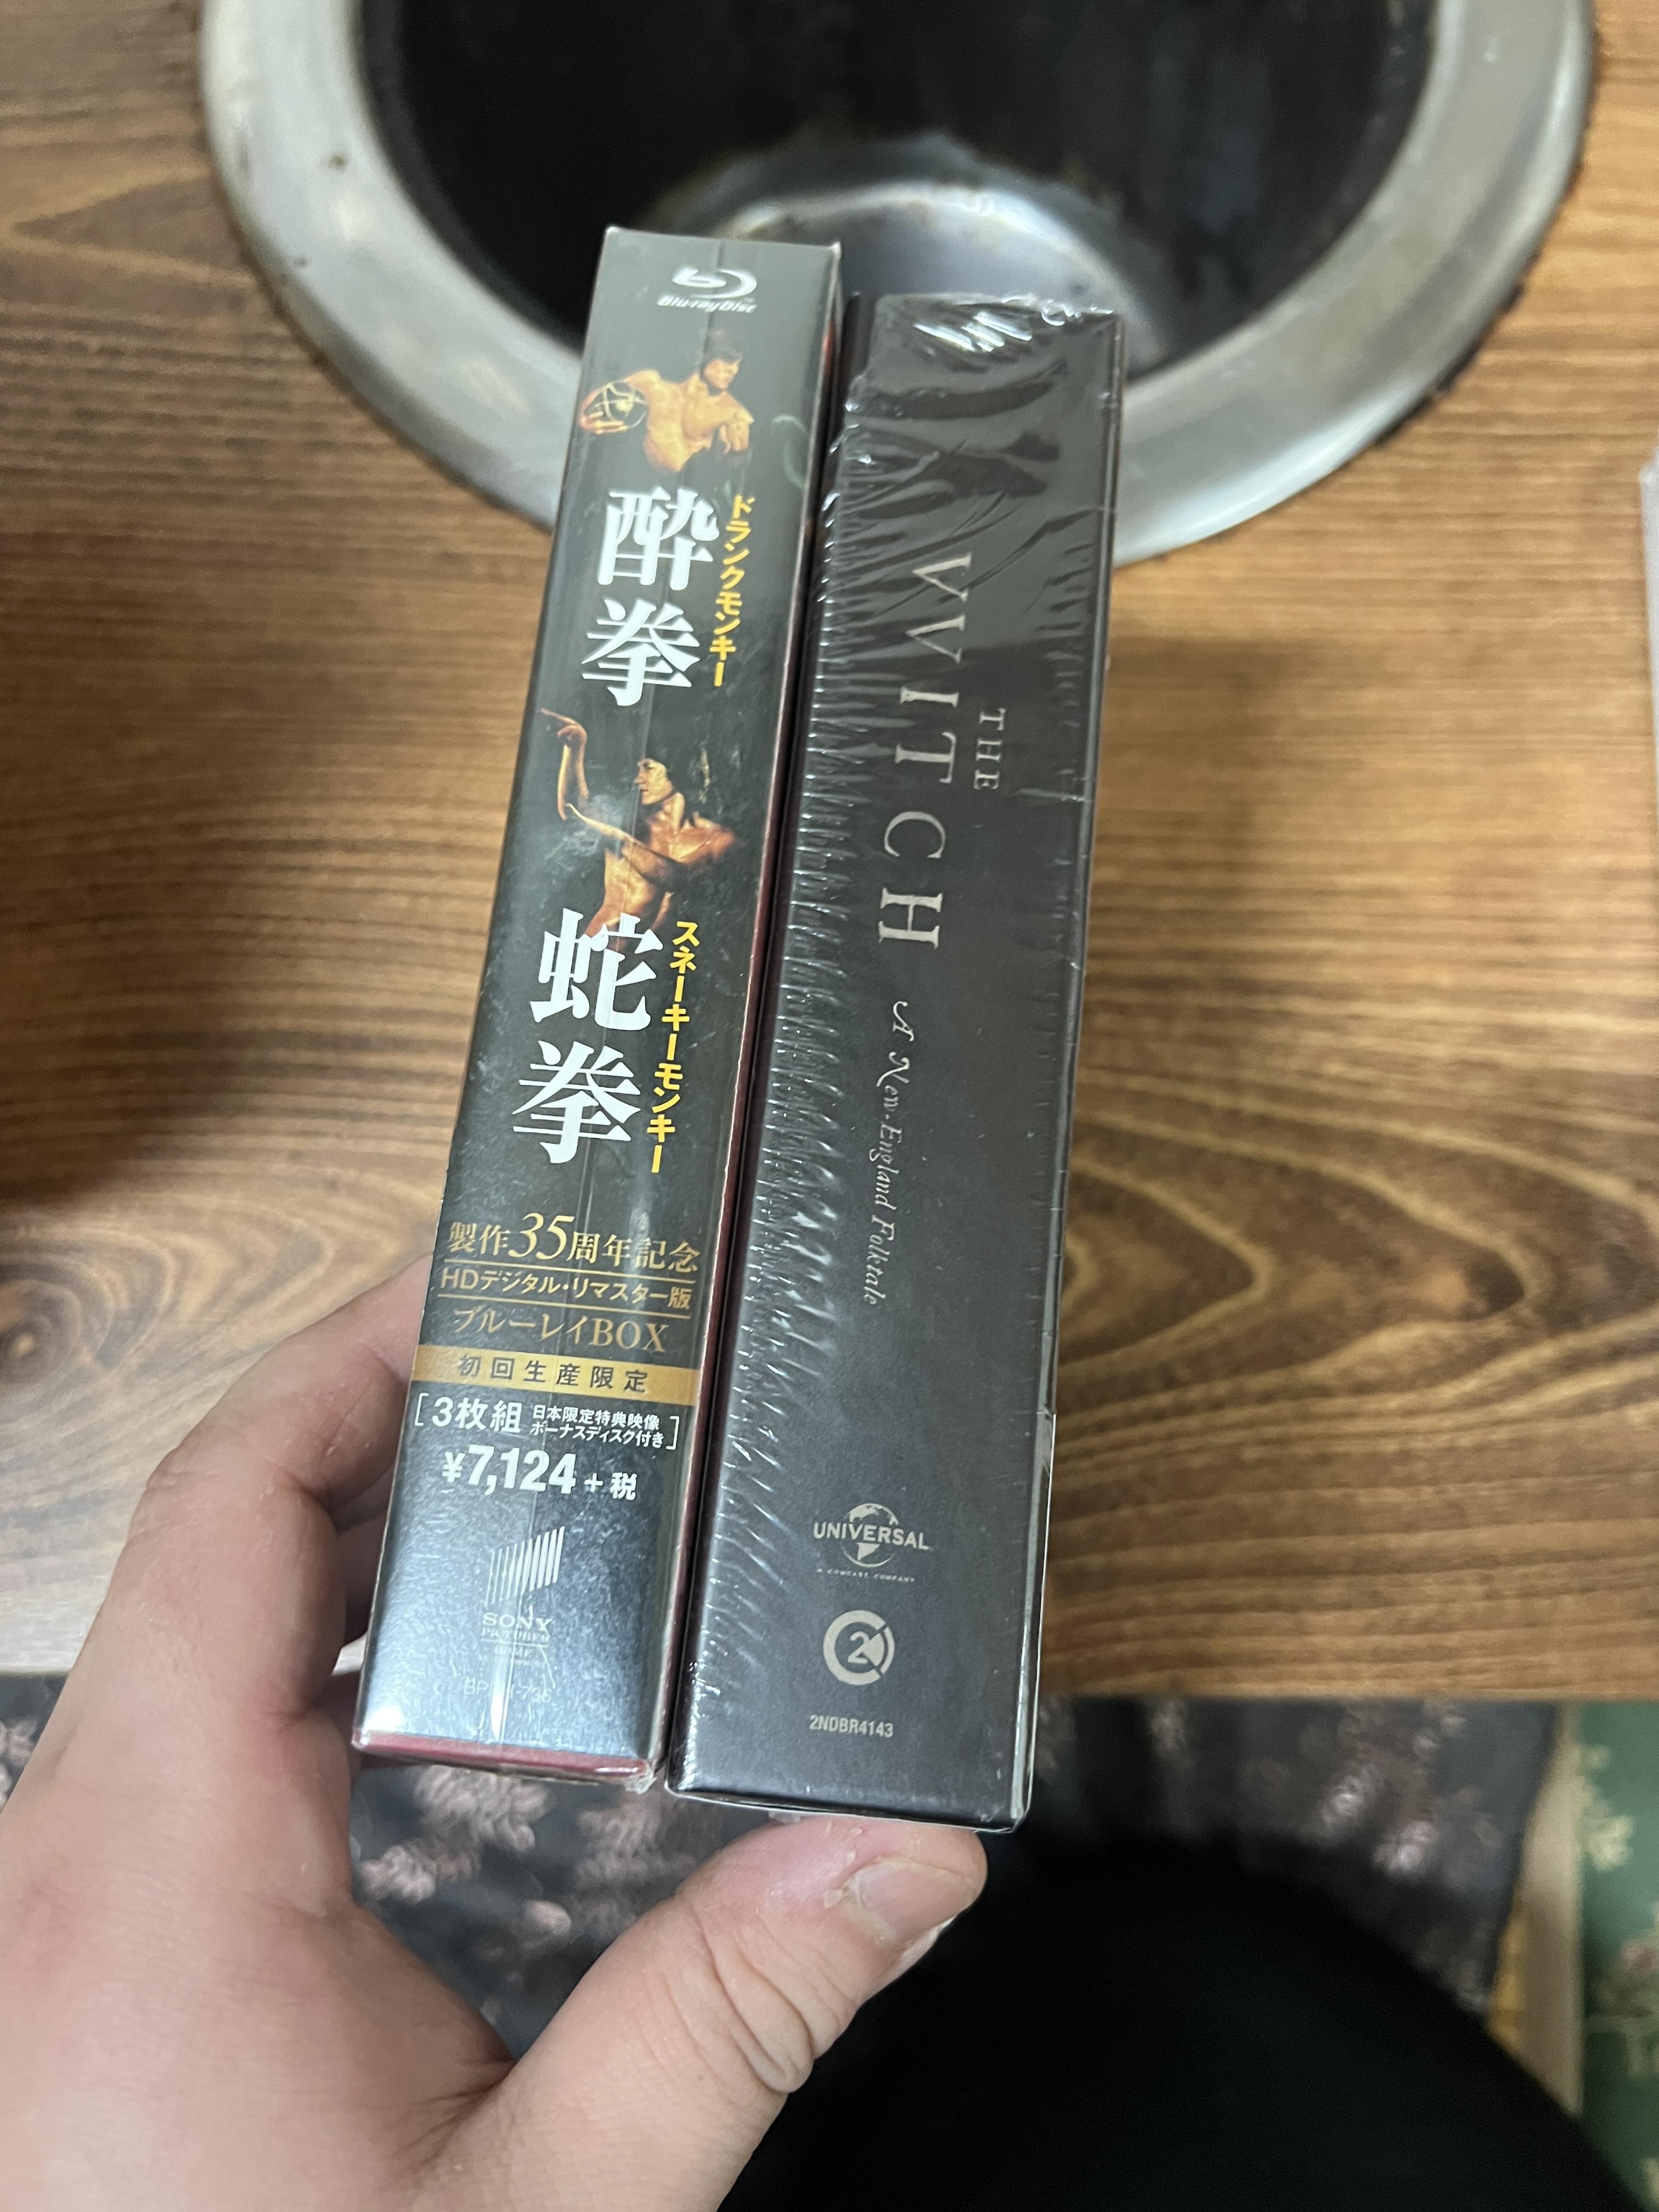 Blu-ray Disc
ドランクモンキー
酔拳
スネーキーモンキー
蛇拳
製作35周年記念
HDデジタル・リマスター版
ブルーレイBOX
初回生産限定
[3枚組 日本限定特典映像
ボーナスディスク付き]
¥7,124+税
SONY
PICTURES
THE
VVITCH
A New-England Folktale
UNIVERSAL
A COMCAST COMPANY
2
2NDBR4143